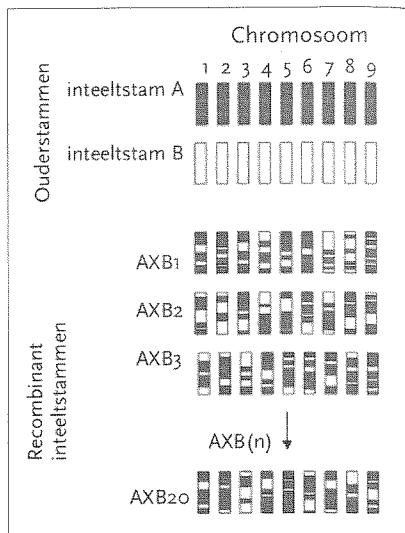 Chromosoom
1 2 3 4 5 6 7 8 9
Ouderstammen
inteeltstam A
inteeltstam B
Recombinant
inteeltstammen
AXB1
AXB2
AXB3
AXB(n)
AXB20